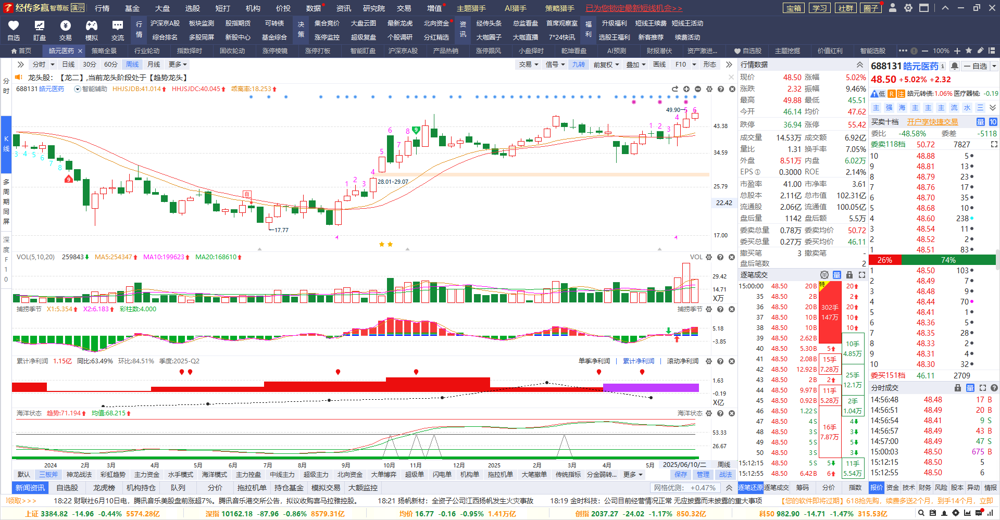 经传多赢 智尊版 演示 行情 基金 大盘 选股 短打 机构 价投 数据 资讯 研究院 交易 增值 主题猎手 AI猎手 策略猎手 已为您锁定最新短线机会>> 宝箱 学习 社群 圈子
自选 盯盘 交易 模拟 交流
行情 沪深京A股 板块监测 股指期货 可转债 决策 集合竞价 大盘云图 最新龙虎 北向资金 资讯 经传头条 总监看盘 首席观察室 福利 升级福利 短线王续费 短线王活动
综合排名 多股同屏 新股中心 基金综合 涨停监控 超级复盘 个股调研 分红精选 大咖圈子 大咖直播 7*24快讯 选股王福利 新客推荐 续费活动
首页 皓元医药 × 策略全景 行业轮动 指数择时 固收轮动 涨停棱镜 涨停打板 智能盯盘 沪深京A股 产品热销 涨停跟风 小盘择时 乾坤看盘 AI预测 财报潜伏 资产激进... 自选股 主题挖掘 价值红利 智能选股 100%
分时 日线 30分 60分 周线 月线 更多 交易 信号 九转 前复权 叠加 画线 F10 形态
分时
K线
多周期同屏
深度F10
龙头股：【龙二】,当前龙头阶段处于【趋势龙头】
688131 皓元医药 智能辅助 HHJSJDB:41.014 HHJSJDC:40.045 乖离率:18.253
49.90
43.38
34.59
28.01-29.07
25.79
22.42
17.77
17.00
3 4 5 6 7 8 9
1 2 3 4 5 6 7 8 9
1 2 3 4 5 6
自
VOL(5,10,20) 259843 MA5:254347 MA10:199623 MA20:168610 VOL
29.42
14.71
X万
捕捞季节 X1:5.354 X2:6.183 彩柱数:4.000 捕捞季节
5.18
-3.85
累计净利润 1.15亿 同比:63.49% 环比:84.51% 季度:2025-Q2 单季净利润 | 累计净利润 | 滚动净利润
1.63
-0.19
X亿
海洋状态 趋势:71.194 均值:68.215 海洋状态
53.33
26.67
2024 2月 3月 4月 5月 6月 7月 8月 9月 10月 11月 12月 2025 2月 3月 4月 5月 2025/06/10/二 周线
默认 三板斧 神龙战法 彩虹趋势 主力资金 水手模式 海洋模式 主力控盘 中线主力 超级主力 北向资金 大单博弈 超级单 闪电单 机构单 拖拉机单 大笔撤单 传统指标 分金弱转... 更多 保存 管理 战法
新闻资讯 自选股 龙虎榜 机构持仓 队列 分价 拖拉机单 持仓基金 模拟交易 大额监控 网格优测: +0.47%
行情数据
现价 48.50 涨幅 5.02%
涨跌 2.32 振幅 9.46%
最高 49.88 最低 45.51
今开 46.14 均价 47.62
跌停 36.94 涨停 55.42
成交量 14.53万 成交额 6.92亿
量比 1.31 换手率 7.05%
外盘 8.51万 内盘 6.02万
EPS① 0.3000 ROE 2.14%
市盈率 41.00 市净率 3.61
总股本 2.11亿 总市值 102.31亿
流通股 2.06亿 流通值 100.05亿
盘后量 1142 盘后额 5.5万
委卖总量 0.78万 委卖均价 50.72
委买总量 0.27万 委买均价 46.11
撤买笔 3 撤卖笔 -
盘后笔数 2
逐笔成交 单 量
15:00:00 48.50 20B 20
35 48.50 2B 2
36 48.50 20B 20
37 48.50 10B 10
38 48.50 10B 10
39 48.50 2.62B
40 48.50 5.30B 5
41 48.50 2.08B
42 48.50 12.92B
43 48.50 2B 2
44 48.50 9.97B
45 48.50 0.92B
46 48.50 1.22S
47 48.50 4S 4
48 48.50 3S 3
49 48.50 5S 5
50 48.50 3S 3
15:12:15 48.50 5S 5
15:12:55 48.50 6.42B 6
特
302手 147万
15手 7.28万
11手 5.28万
16手 7.87万
10手 4.85万
25手 12.1万
2手 1.04万
11手 5.54万
逐笔还原 逐笔成交 筹码 分价 指数
688131 皓元医药 自选
48.50 +5.02% +2.32
低 R 注 皓元转债:1.06% 医疗器械: -0.19
主 强 海 主 主 主 流 水 三
买卖十档 开户享快捷交易 量 10
委比 -48.58% 委差 -5118
委卖118档 50.72 7827
10 48.88 5
9 48.81 13
8 48.79 23
7 48.76 17
6 48.70 35
5 48.68 10
4 48.60 238
3 48.54 11
2 48.52 2
1 48.51 83
26% 74%
1 48.50 103
2 48.49 7
3 48.48 9
4 48.44 70
5 48.41 1
6 48.36 5
7 48.35 28
8 48.33 2
9 48.31 4
10 48.30 32
委买151档 46.11 2709
分时成交 量
14:56:48 48.48 17 B
14:56:51 48.49 20 B
14:56:54 48.41 9 S
14:56:57 48.49 43 B
14:57:00 48.49 47 S
15:00:03 48.50 675 B
15:12:15 48.50 5
15:12:55 48.50 6
报价 资金 技术 财务 风险 股本 异动 情报
领取>>> 18:22 财联社6月10日电，腾讯音乐美股盘前涨超7%。腾讯音乐港交所公告，拟议收购喜马拉雅控股。 18:21 扬帆新材：全资子公司江西扬帆发生火灾事故 18:19 金时科技：公司目前经营情况正常 无应披露而未披露的重大事项 【您的软件即将过期】618抢先购，续费多送2个月，到手14个月，立即
上证 3384.82 -14.96 -0.44% 5574.28亿 深指 10162.18 -87.96 -0.86% 8579.31亿 均价 16.77 -0.16 -0.95% 1.41万亿 创指 2037.27 -24.02 -1.17% 850.32亿 科50 982.90 -14.71 -1.47% 315.53亿